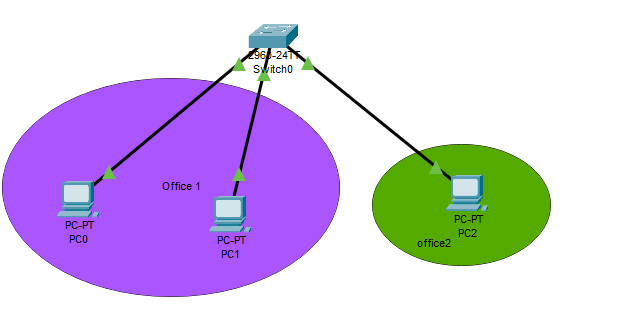 2960-24TT
Switch0
Office 1
PC-PT
PC0
PC-PT
PC1
PC-PT
PC2
office2